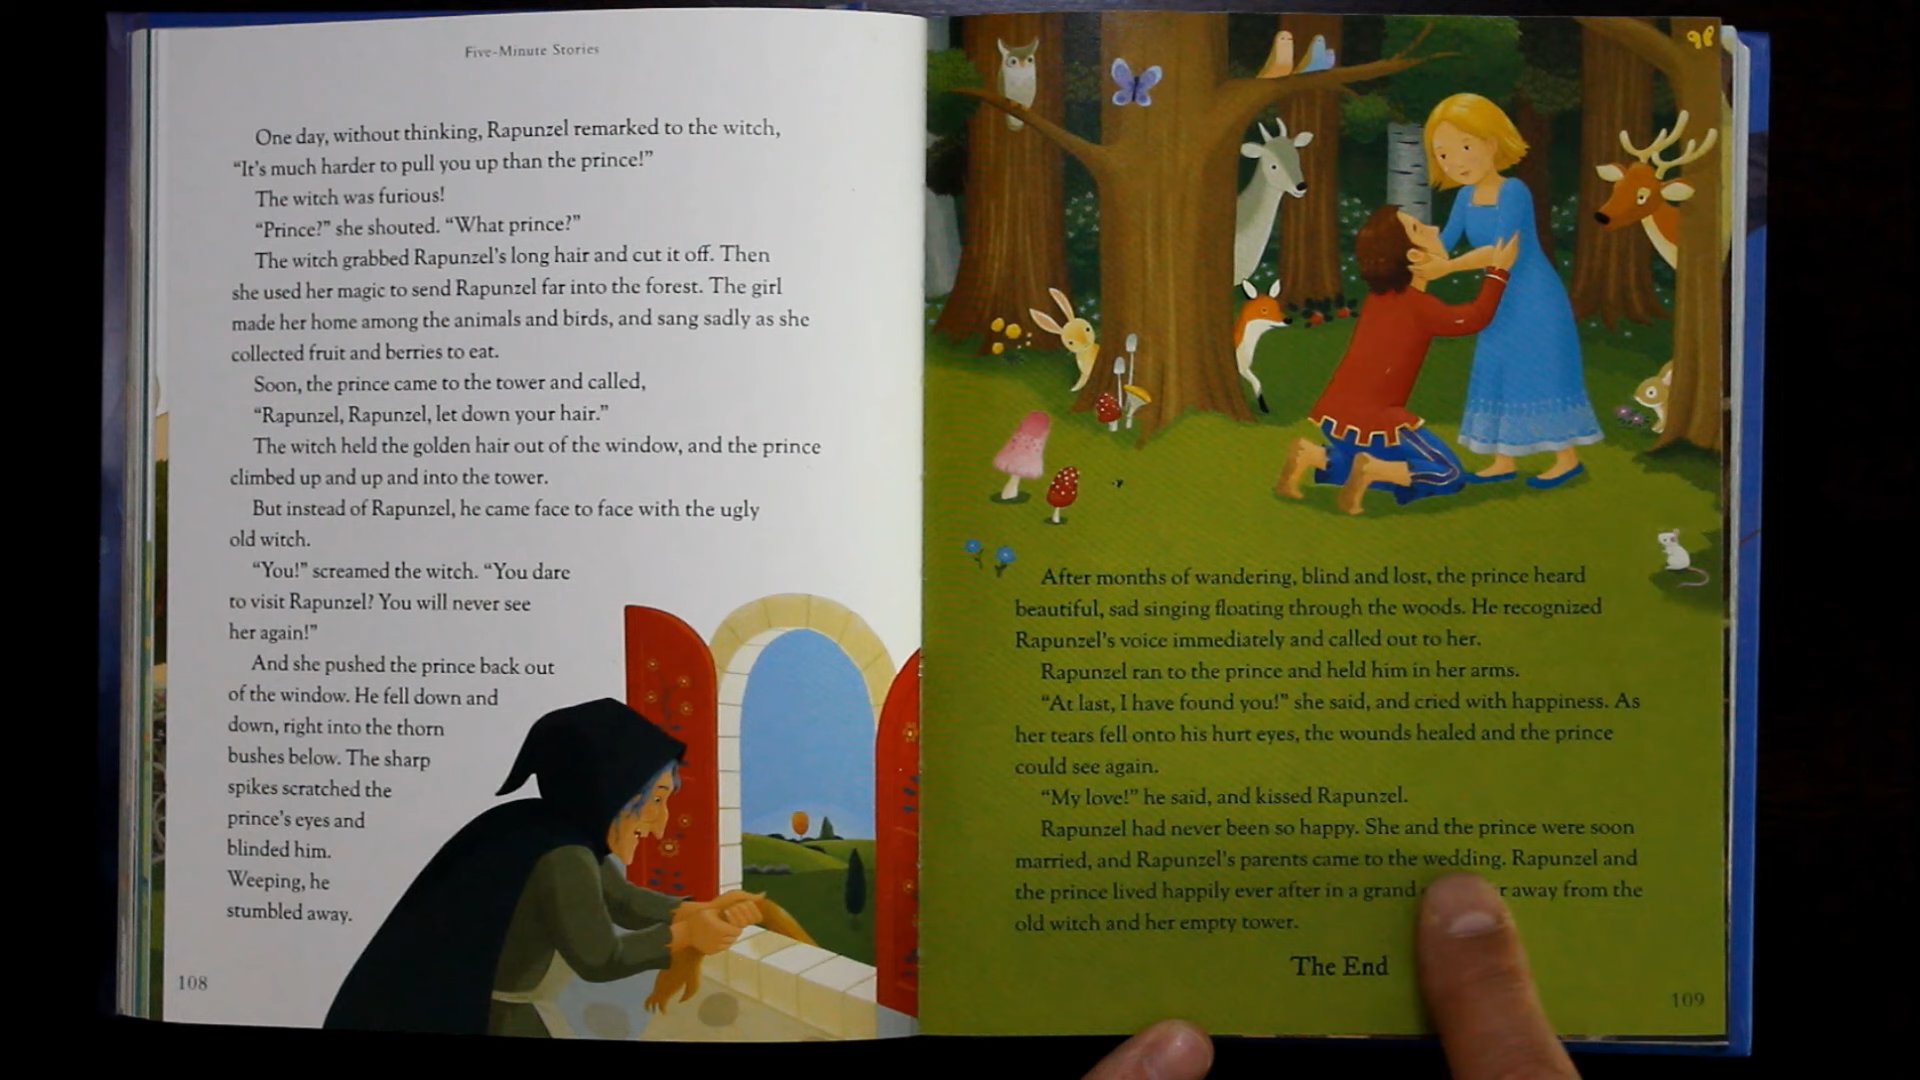 Five-Minute Stories
One day, without thinking, Rapunzel remarked to the witch,
“It’s much harder to pull you up than the prince!”
The witch was furious!
“Prince?” she shouted. “What prince?”
The witch grabbed Rapunzel’s long hair and cut it off. Then
she used her magic to send Rapunzel far into the forest. The girl
made her home among the animals and birds, and sang sadly as she
collected fruit and berries to eat.
Soon, the prince came to the tower and called,
“Rapunzel, Rapunzel, let down your hair.”
The witch held the golden hair out of the window, and the prince
climbed up and up and into the tower.
But instead of Rapunzel, he came face to face with the ugly
old witch.
“You!” screamed the witch. “You dare
to visit Rapunzel? You will never see
her again!”
And she pushed the prince back out
of the window. He fell down and
down, right into the thorn
bushes below. The sharp
spikes scratched the
prince’s eyes and
blinded him.
Weeping, he
stumbled away.
108
After months of wandering, blind and lost, the prince heard
beautiful, sad singing floating through the woods. He recognized
Rapunzel’s voice immediately and called out to her.
Rapunzel ran to the prince and held him in her arms.
“At last, I have found you!” she said, and cried with happiness. As
her tears fell onto his hurt eyes, the wounds healed and the prince
could see again.
“My love!” he said, and kissed Rapunzel.
Rapunzel had never been so happy. She and the prince were soon
married, and Rapunzel’s parents came to the wedding. Rapunzel and
the prince lived happily ever after in a grand away from the
old witch and her empty tower.
The End
109